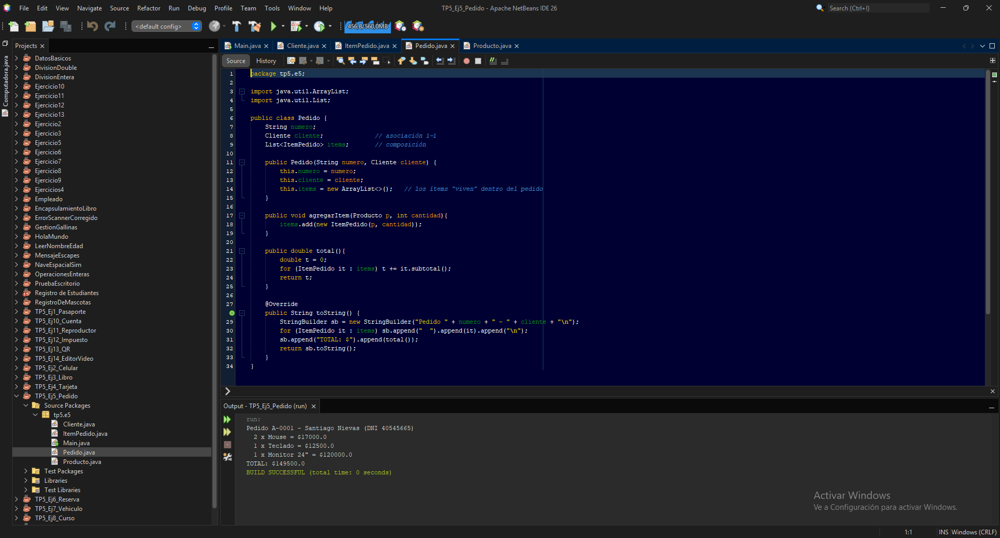 File Edit View Navigate Source Refactor Run Debug Profile Team Tools Window Help
TP5_Ej5_Pedido - Apache NetBeans IDE 26
Search (Ctrl+I)
<default config>
456,8/560,0MB
Computadora.java
Projects
DatosBasicos
DivisionDouble
DivisionEntera
Ejercicio10
Ejercicio11
Ejercicio12
Ejercicio13
Ejercicio2
Ejercicio3
Ejercicio5
Ejercicio6
Ejercicio7
Ejercicio8
Ejercicio9
Ejercicios4
Empleado
EncapsulamientoLibro
ErrorScannerCorregido
GestionGallinas
HolaMundo
LeerNombreEdad
MensajeEscapes
NaveEspacialSim
OperacionesEnteras
PruebaEscritorio
Registro de Estudiantes
RegistroDeMascotas
TP5_Ej1_Pasaporte
TP5_Ej10_Cuenta
TP5_Ej11_Reproductor
TP5_Ej12_Impuesto
TP5_Ej13_QR
TP5_Ej14_EditorVideo
TP5_Ej2_Celular
TP5_Ej3_Libro
TP5_Ej4_Tarjeta
TP5_Ej5_Pedido
Source Packages
tp5.e5
Cliente.java
ItemPedido.java
Main.java
Pedido.java
Producto.java
Test Packages
Libraries
Test Libraries
TP5_Ej6_Reserva
TP5_Ej7_Vehiculo
TP5_Ej8_Curso
Main.java Cliente.java ItemPedido.java Pedido.java Producto.java
Source History
1 package tp5.e5;
2
3 import java.util.ArrayList;
4 import java.util.List;
5
6 public class Pedido {
7 String numero;
8 Cliente cliente; // asociación 1-1
9 List<ItemPedido> items; // composición
10
11 public Pedido(String numero, Cliente cliente) {
12 this.numero = numero;
13 this.cliente = cliente;
14 this.items = new ArrayList<>(); // los ítems “viven” dentro del pedido
15 }
16
17 public void agregarItem(Producto p, int cantidad){
18 items.add(new ItemPedido(p, cantidad));
19 }
20
21 public double total(){
22 double t = 0;
23 for (ItemPedido it : items) t += it.subtotal();
24 return t;
25 }
26
27 @Override
public String toString() {
29 StringBuilder sb = new StringBuilder("Pedido " + numero + " - " + cliente + "\n");
30 for (ItemPedido it : items) sb.append("  ").append(it).append("\n");
31 sb.append("TOTAL: $").append(total());
32 return sb.toString();
33 }
34 }
Output - TP5_Ej5_Pedido (run)
run:
Pedido A-0001 - Santiago Nievas (DNI 40545665)
2 x Mouse = $17000.0
1 x Teclado = $12500.0
1 x Monitor 24" = $120000.0
TOTAL: $149500.0
BUILD SUCCESSFUL (total time: 0 seconds)
Activar Windows
Ve a Configuración para activar Windows.
1:1 INS Windows (CRLF)